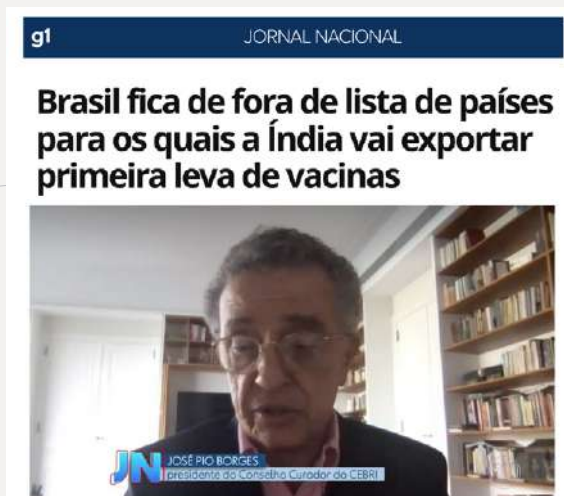 g1
JORNAL NACIONAL
Brasil fica de fora de lista de países
para os quais a Índia vai exportar
primeira leva de vacinas
JN
JOSÉ PIO BORGES
presidente do Conselho Curador do CEBRI